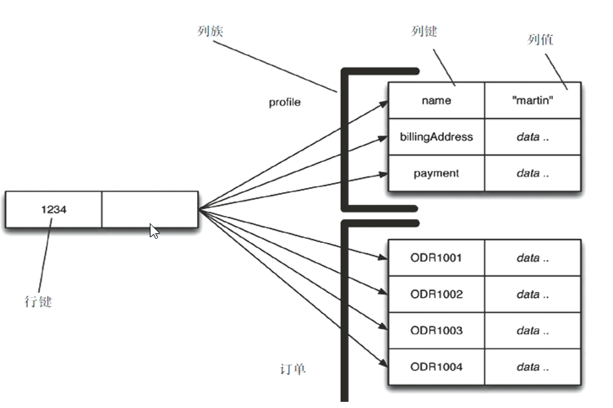 列族
列键
列值
profile
name "martin"
billingAddress data ..
payment data ..
1234
行键
ODR1001 data ..
ODR1002 data ..
ODR1003 data ..
ODR1004 data ..
订单